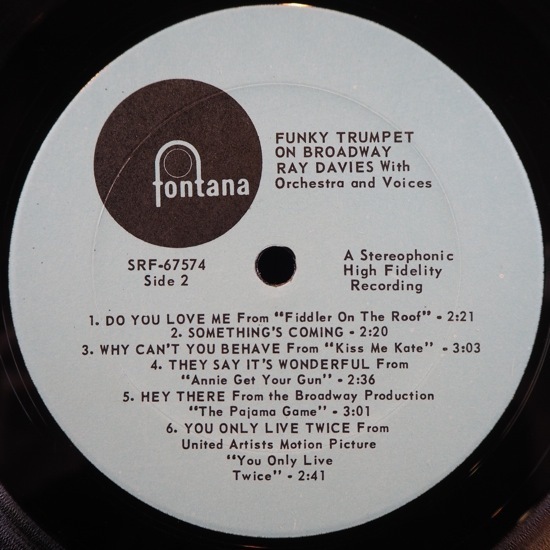 fontana
FUNKY TRUMPET
ON BROADWAY
RAY DAVIES With
Orchestra and Voices
SRF-67574
Side 2
A Stereophonic
High Fidelity
Recording
1. DO YOU LOVE ME From "Fiddler On The Roof" - 2:21
2. SOMETHING'S COMING - 2:20
3. WHY CAN'T YOU BEHAVE From "Kiss Me Kate" - 3:03
4. THEY SAY IT'S WONDERFUL From
"Annie Get Your Gun" - 2:36
5. HEY THERE From the Broadway Production
"The Pajama Game" - 3:01
6. YOU ONLY LIVE TWICE From
United Artists Motion Picture
"You Only Live
Twice" - 2:41